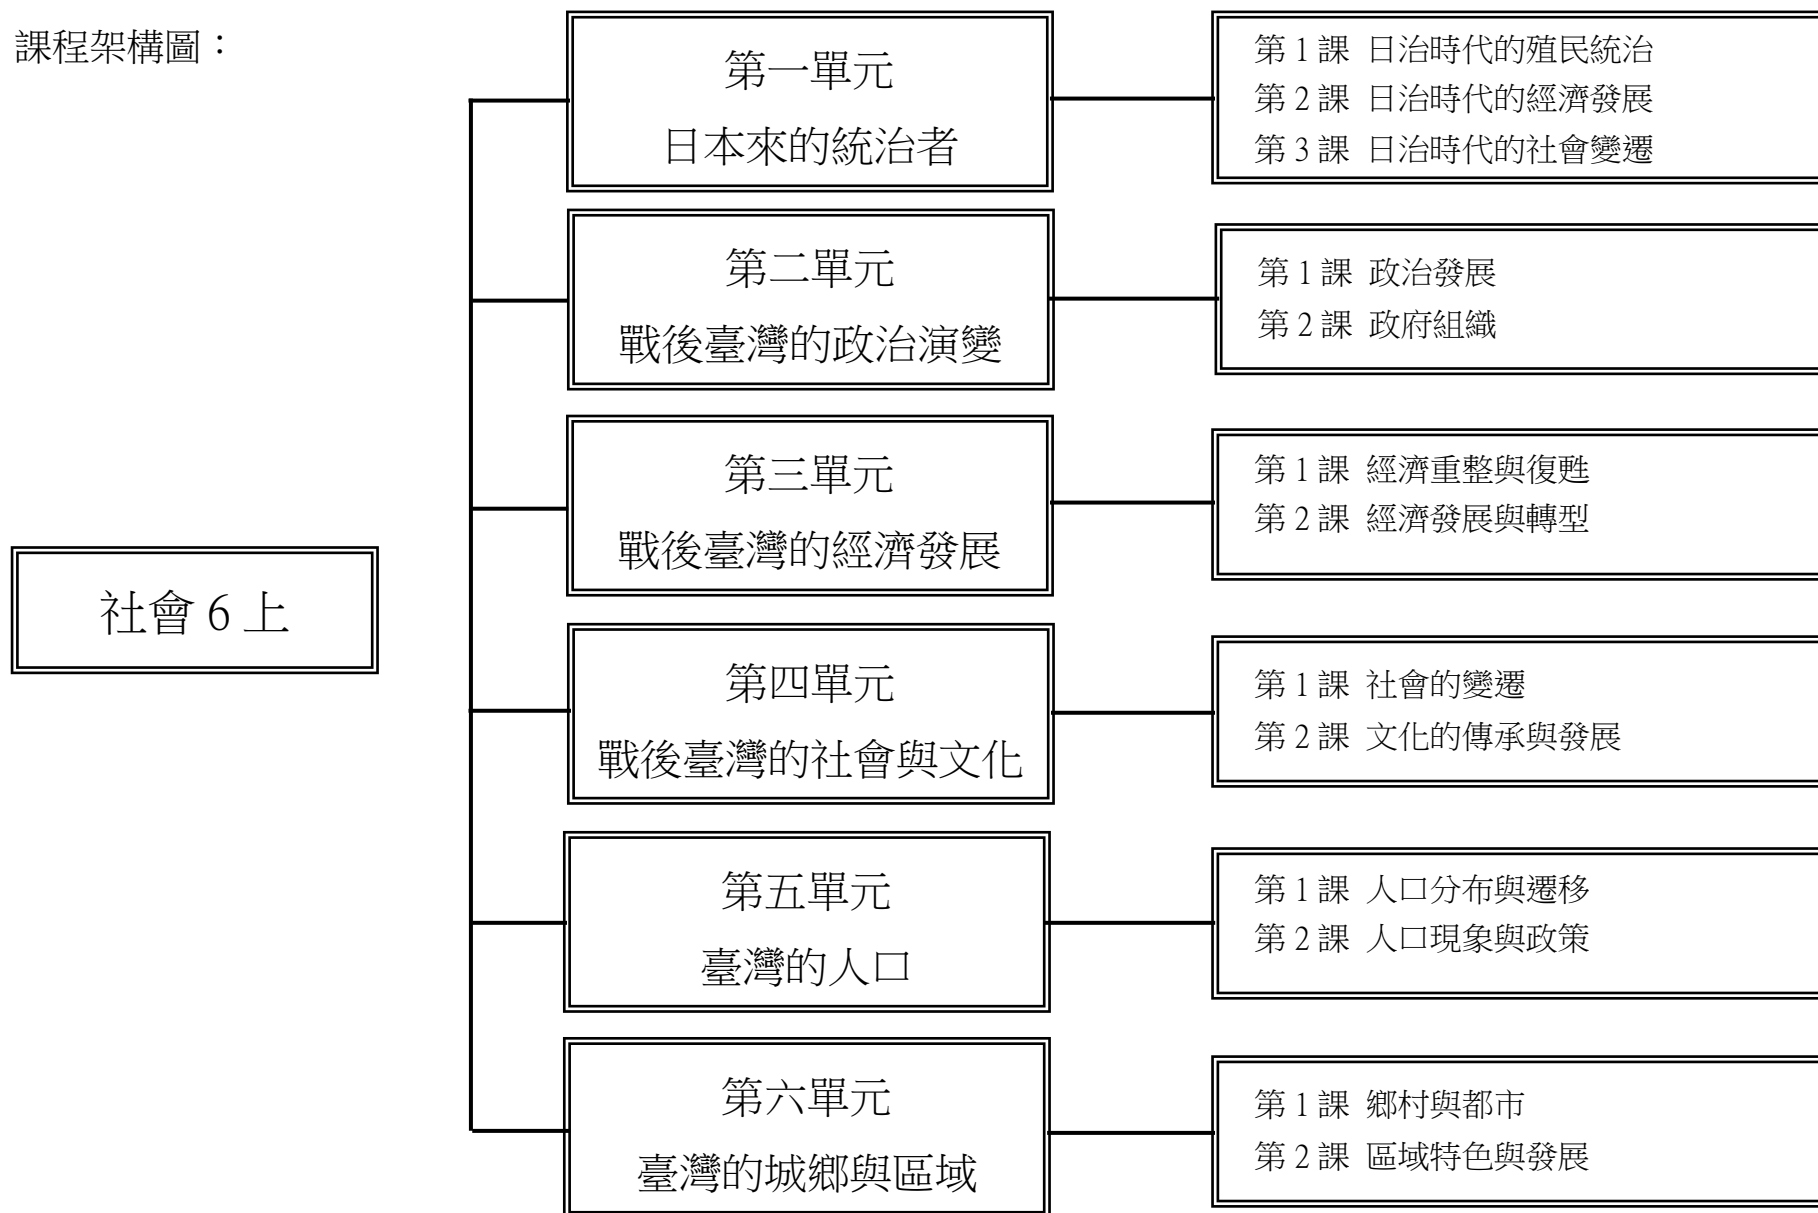 課程架構圖：
社會 6 上
第一單元
日本來的統治者
第 1 課 日治時代的殖民統治
第 2 課 日治時代的經濟發展
第 3 課 日治時代的社會變遷
第二單元
戰後臺灣的政治演變
第 1 課 政治發展
第 2 課 政府組織
第三單元
戰後臺灣的經濟發展
第 1 課 經濟重整與復甦
第 2 課 經濟發展與轉型
第四單元
戰後臺灣的社會與文化
第 1 課 社會的變遷
第 2 課 文化的傳承與發展
第五單元
臺灣的人口
第 1 課 人口分布與遷移
第 2 課 人口現象與政策
第六單元
臺灣的城鄉與區域
第 1 課 鄉村與都市
第 2 課 區域特色與發展